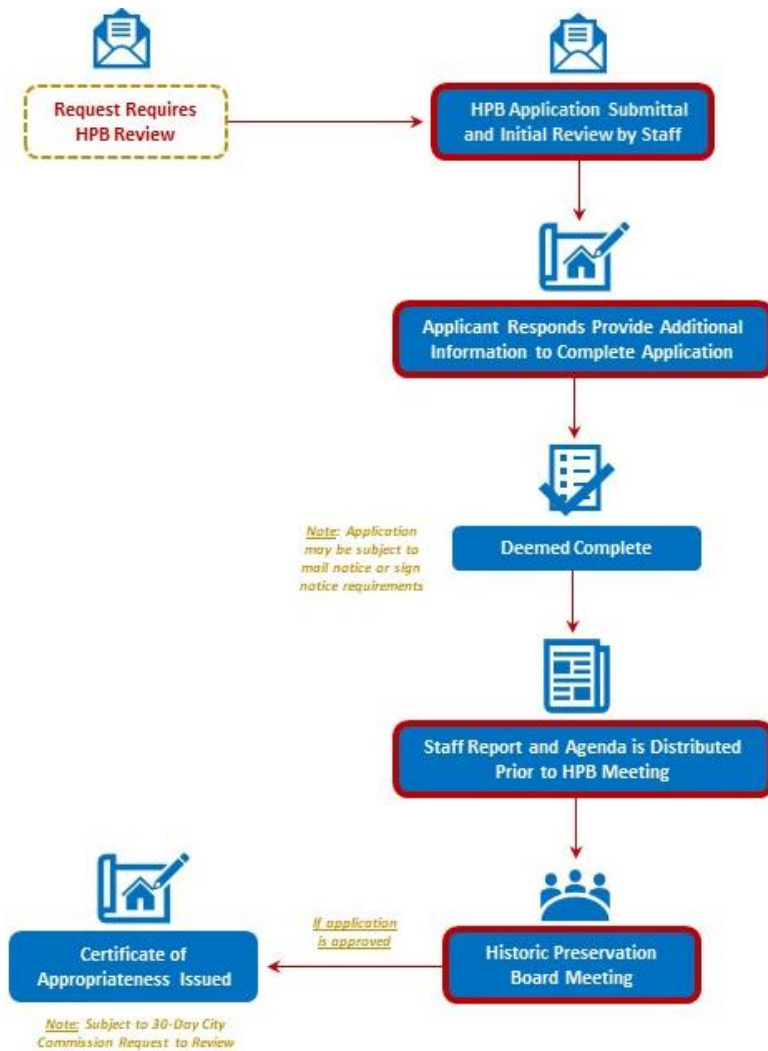 Request Requires
HPB Review
HPB Application Submittal
and Initial Review by Staff
Applicant Responds Provide Additional
Information to Complete Application
Note: Application
may be subject to
mail notice or sign
notice requirements
Deemed Complete
Staff Report and Agenda is Distributed
Prior to HPB Meeting
Historic Preservation
Board Meeting
If application
is approved
Certificate of
Appropriateness Issued
Note: Subject to 30-Day City
Commission Request to Review